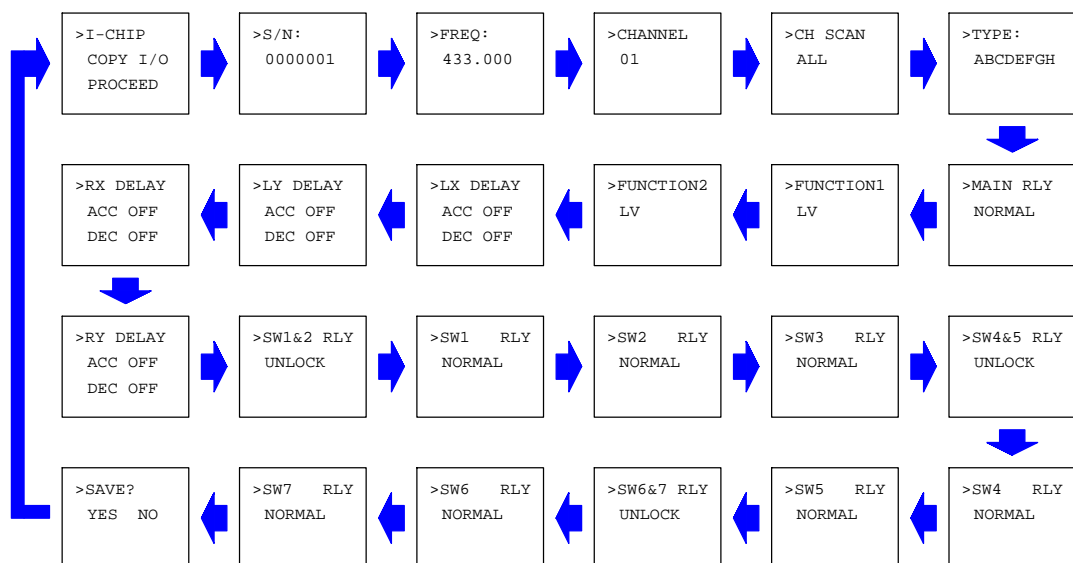 >I-CHIP
COPY I/O
PROCEED
>S/N:
0000001
>FREQ:
433.000
>CHANNEL
01
>CH SCAN
ALL
>TYPE:
ABCDEFGH
>MAIN RLY
NORMAL
>FUNCTION1
LV
>FUNCTION2
LV
>LX DELAY
ACC OFF
DEC OFF
>LY DELAY
ACC OFF
DEC OFF
>RX DELAY
ACC OFF
DEC OFF
>RY DELAY
ACC OFF
DEC OFF
>SW1&2 RLY
UNLOCK
>SW1 RLY
NORMAL
>SW2 RLY
NORMAL
>SW3 RLY
NORMAL
>SW4&5 RLY
UNLOCK
>SW4 RLY
NORMAL
>SW5 RLY
NORMAL
>SW6&7 RLY
UNLOCK
>SW6 RLY
NORMAL
>SW7 RLY
NORMAL
>SAVE?
YES NO